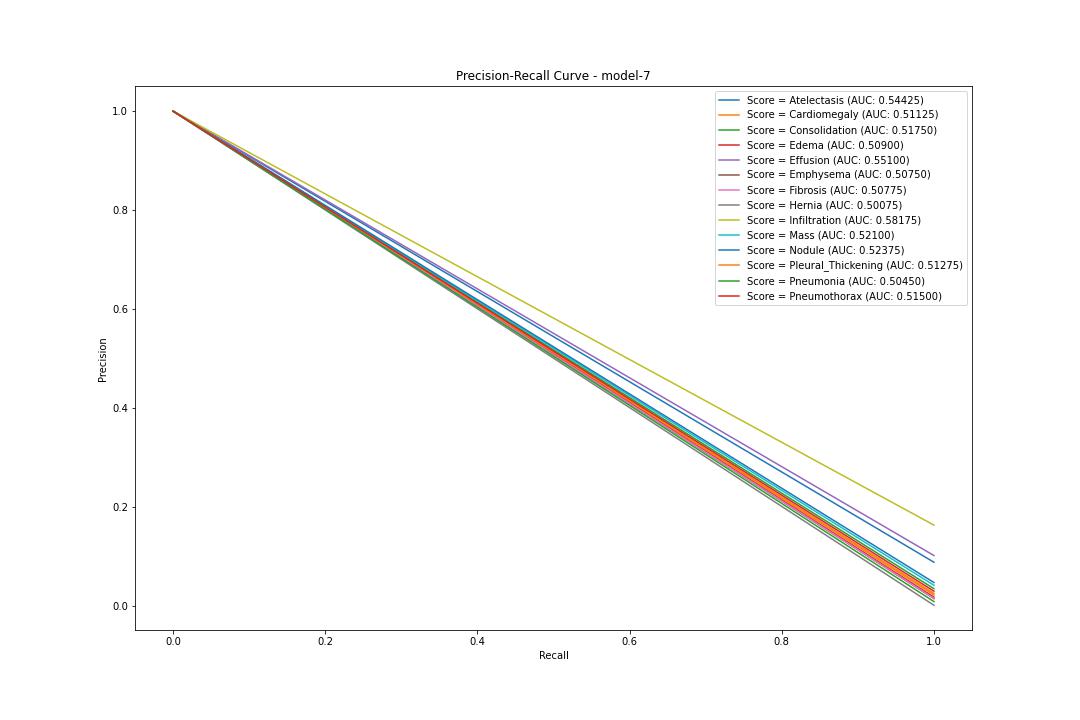 Precision-Recall Curve - model-7
Score = Atelectasis (AUC: 0.54425)
Score = Cardiomegaly (AUC: 0.51125)
Score = Consolidation (AUC: 0.51750)
Score = Edema (AUC: 0.50900)
Score = Effusion (AUC: 0.55100)
Score = Emphysema (AUC: 0.50750)
Score = Fibrosis (AUC: 0.50775)
Score = Hernia (AUC: 0.50075)
Score = Infiltration (AUC: 0.58175)
Score = Mass (AUC: 0.52100)
Score = Nodule (AUC: 0.52375)
Score = Pleural_Thickening (AUC: 0.51275)
Score = Pneumonia (AUC: 0.50450)
Score = Pneumothorax (AUC: 0.51500)
1.0
0.8
0.6
0.4
0.2
0.0
Precision
0.0 0.2 0.4 0.6 0.8 1.0
Recall